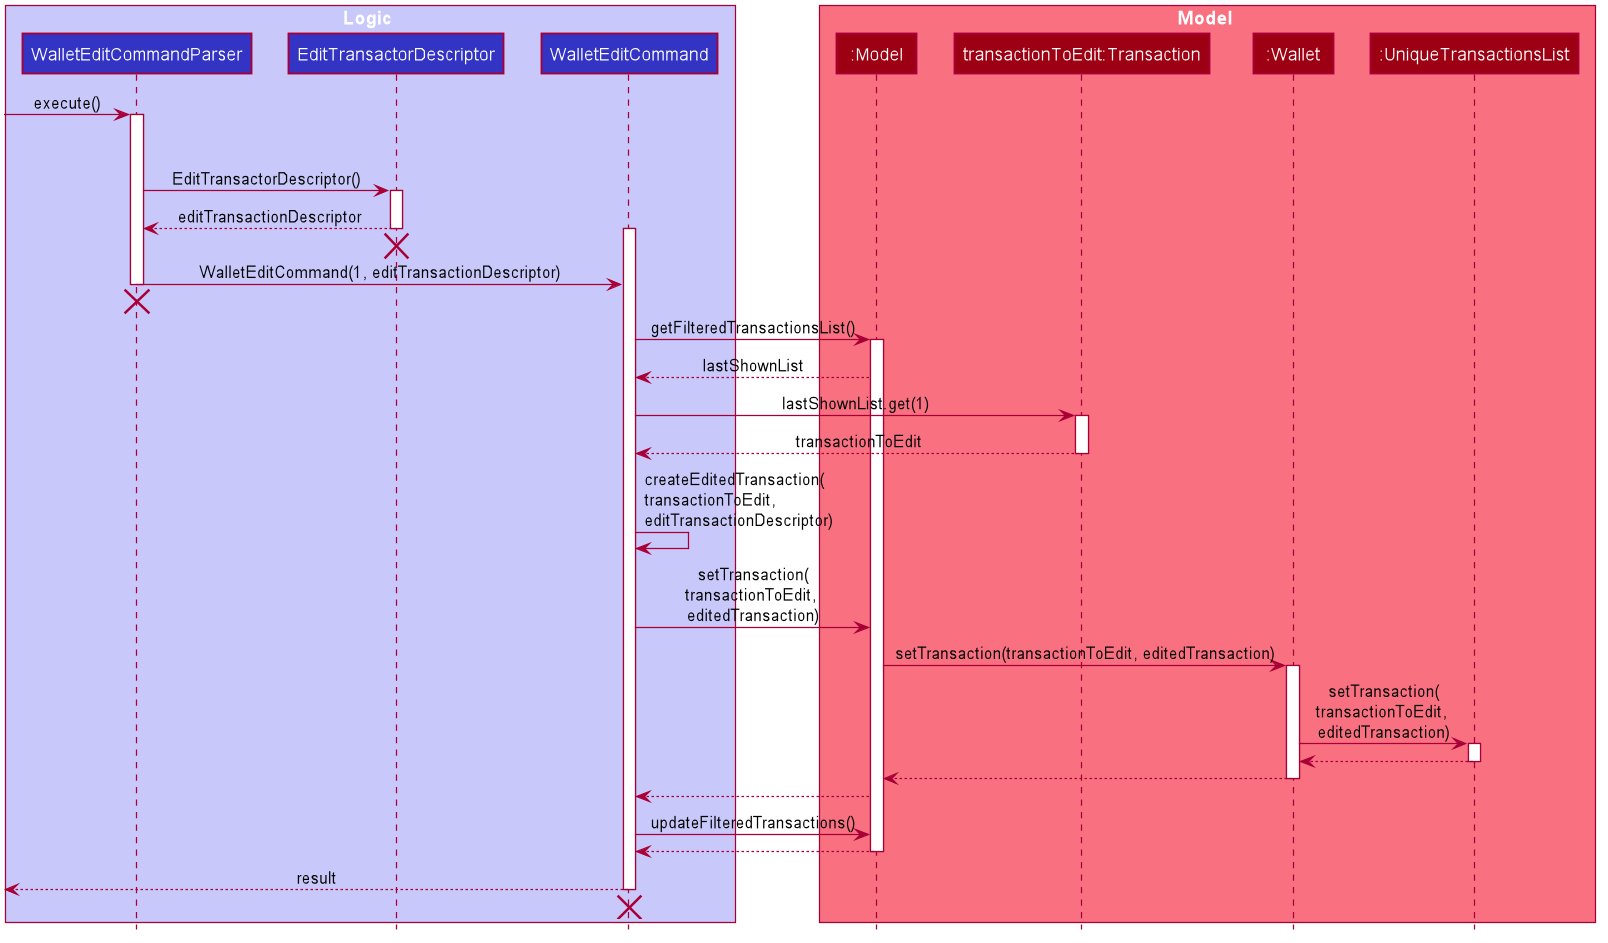 Logic
Model
WalletEditCommandParser
EditTransactorDescriptor
WalletEditCommand
:Model
transactionToEdit:Transaction
:Wallet
:UniqueTransactionsList
execute()
EditTransactorDescriptor()
editTransactionDescriptor
WalletEditCommand(1, editTransactionDescriptor)
getFilteredTransactionsList()
lastShownList
lastShownList.get(1)
transactionToEdit
createEditedTransaction(
transactionToEdit,
editTransactionDescriptor)
setTransaction(
transactionToEdit,
editedTransaction)
setTransaction(transactionToEdit, editedTransaction)
setTransaction(
transactionToEdit,
editedTransaction)
updateFilteredTransactions()
result